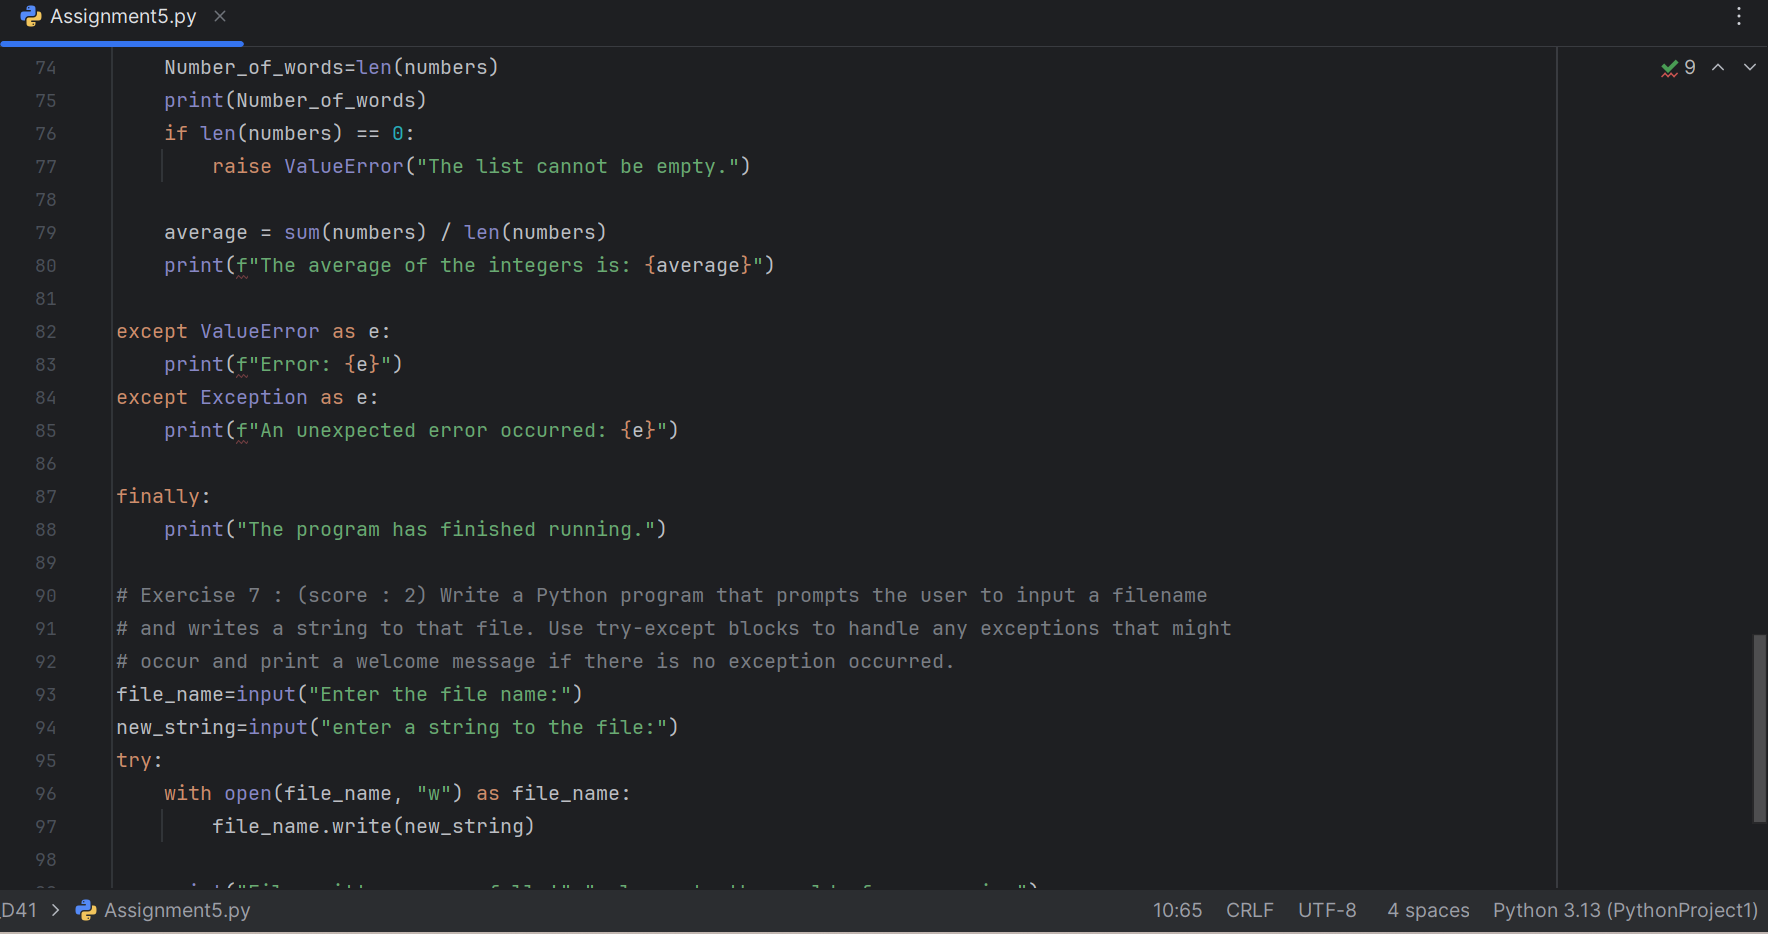 Assignment5.py
9
74 Number_of_words=len(numbers)
75 print(Number_of_words)
76 if len(numbers) == 0:
77 raise ValueError("The list cannot be empty.")
78
79 average = sum(numbers) / len(numbers)
80 print(f"The average of the integers is: {average}")
81
82 except ValueError as e:
83 print(f"Error: {e}")
84 except Exception as e:
85 print(f"An unexpected error occurred: {e}")
86
87 finally:
88 print("The program has finished running.")
89
90 # Exercise 7 : (score : 2) Write a Python program that prompts the user to input a filename
91 # and writes a string to that file. Use try-except blocks to handle any exceptions that might
92 # occur and print a welcome message if there is no exception occurred.
93 file_name=input("Enter the file name:")
94 new_string=input("enter a string to the file:")
95 try:
96 with open(file_name, "w") as file_name:
97 file_name.write(new_string)
98
D41 > Assignment5.py 10:65 CRLF UTF-8 4 spaces Python 3.13 (PythonProject1)